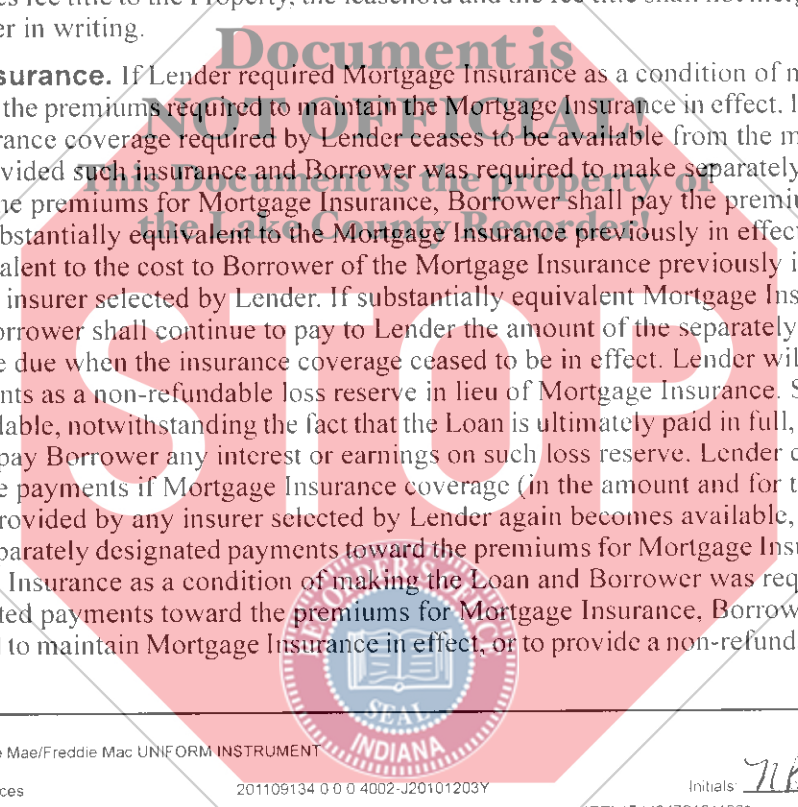 es fee title to the Property, the leasehold and the fee title shall not merg
er in writing.
Document is
surance. If Lender required Mortgage Insurance as a condition of m
the premiums required to maintain the Mortgage Insurance in effect. I
NOT OFFICIAL!
rance coverage required by Lender ceases to be available from the m
vided such insurance and Borrower was required to make separately
This Document is the property of
ne premiums for Mortgage Insurance, Borrower shall pay the premiu
the Lake County Recorder!
bstantially equivalent to the Mortgage Insurance previously in effec
alent to the cost to Borrower of the Mortgage Insurance previously i
insurer selected by Lender. If substantially equivalent Mortgage Ins
orrower shall continue to pay to Lender the amount of the separately
e due when the insurance coverage ceased to be in effect. Lender wil
STOP
nts as a non-refundable loss reserve in lieu of Mortgage Insurance. S
dable, notwithstanding the fact that the Loan is ultimately paid in full,
pay Borrower any interest or earnings on such loss reserve. Lender c
e payments if Mortgage Insurance coverage (in the amount and for t
rovided by any insurer selected by Lender again becomes available,
parately designated payments toward the premiums for Mortgage Insu
Insurance as a condition of making the Loan and Borrower was req
ted payments toward the premiums for Mortgage Insurance, Borrow
l to maintain Mortgage Insurance in effect, or to provide a non-refund
RECORDER'S OFFICE
SEAL
INDIANA
e Mae/Freddie Mac UNIFORM INSTRUMENT
ces
201109134 0 0 0 4002-J20101203Y
Initials: